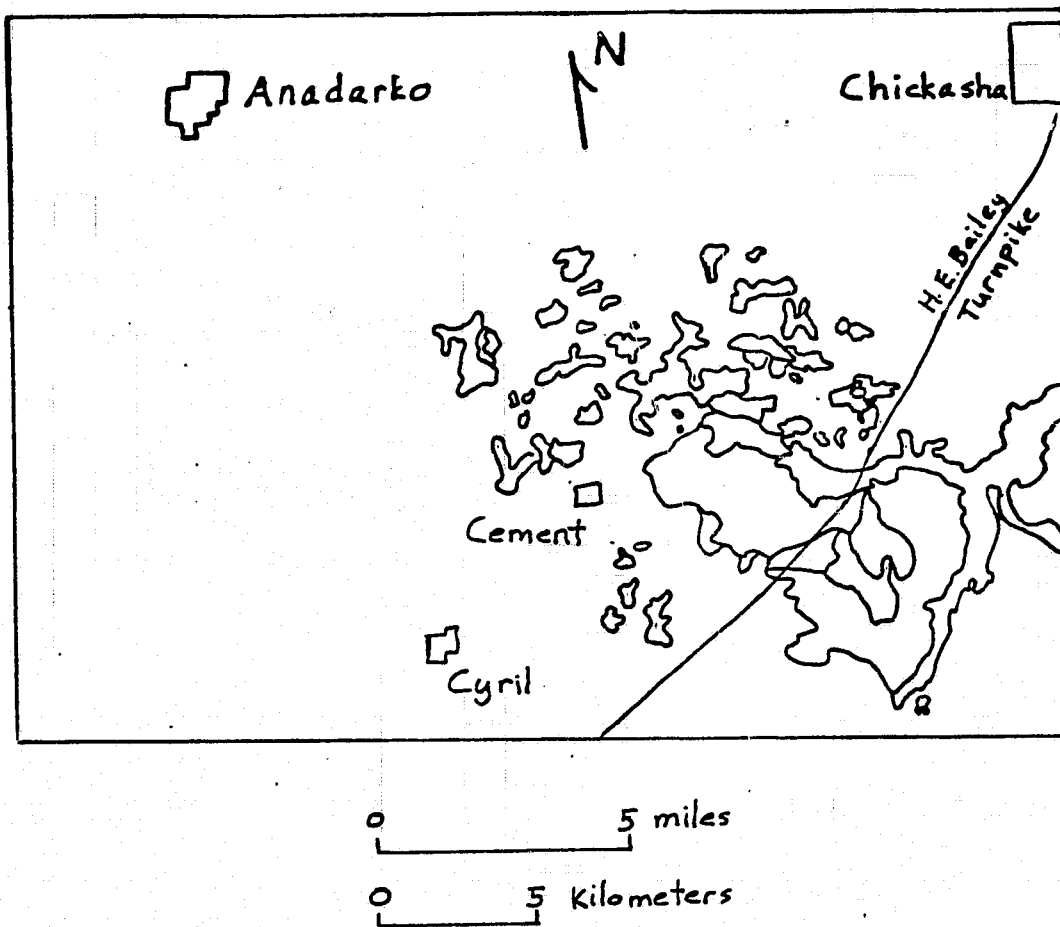 N
Anadarko
Chickasha
H.E. Bailey
Turnpike
Cement
Cyril
0 5 miles
0 5 Kilometers